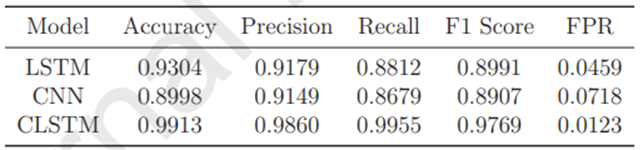 Model Accuracy Precision Recall F1 Score FPR
LSTM 0.9304 0.9179 0.8812 0.8991 0.0459
CNN 0.8998 0.9149 0.8679 0.8907 0.0718
CLSTM 0.9913 0.9860 0.9955 0.9769 0.0123